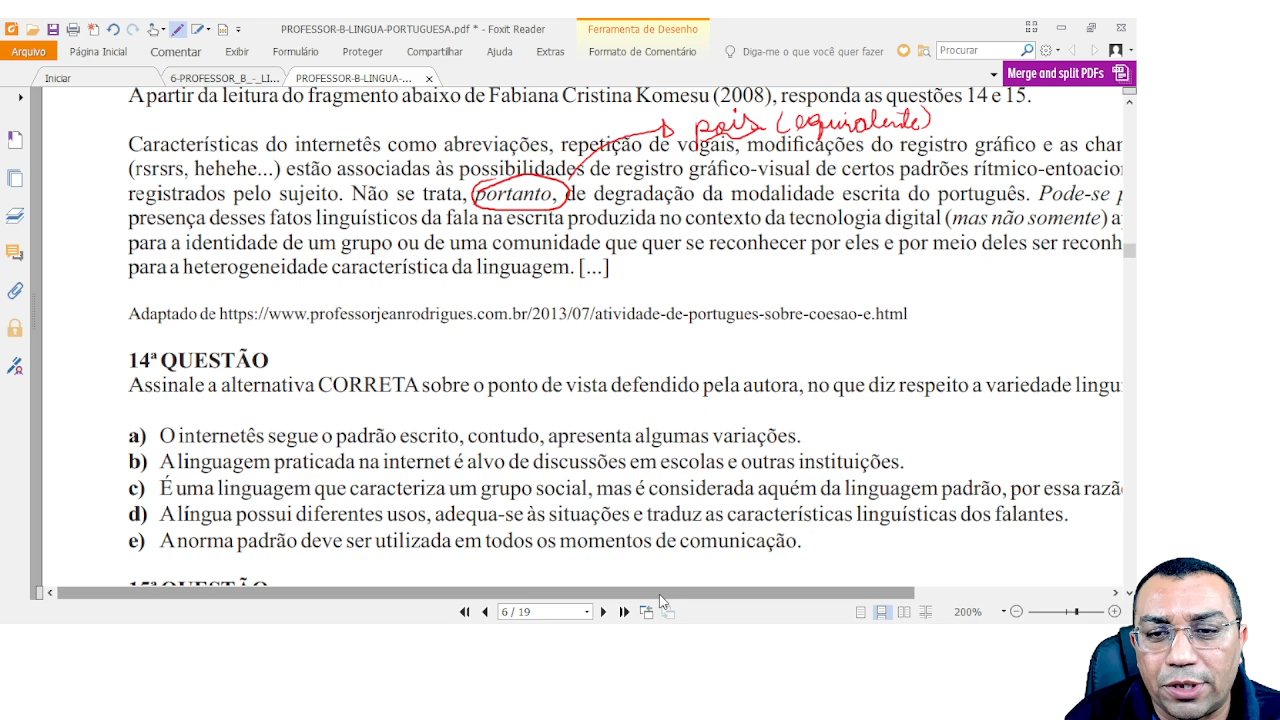 PROFESSOR-B-LINGUA-PORTUGUESA.pdf * - Foxit Reader
Ferramenta de Desenho
Arquivo Página Inicial Comentar Exibir Formulário Proteger Compartilhar Ajuda Extras Formato de Comentário Diga-me o que você quer fazer Procurar
Iniciar 6-PROFESSOR_B_-_LI... PROFESSOR-B-LINGUA-... Merge and split PDFs
A partir da leitura do fragmento abaixo de Fabiana Cristina Komesu (2008), responda as questões 14 e 15.
pois (equivalente)
Características do internetês como abreviações, repetição de vogais, modificações do registro gráfico e as char
(rsrsrs, hehehe...) estão associadas às possibilidades de registro gráfico-visual de certos padrões rítmico-entoacion
registrados pelo sujeito. Não se trata, portanto, de degradação da modalidade escrita do português. Pode-se p
presença desses fatos linguísticos da fala na escrita produzida no contexto da tecnologia digital (mas não somente) a
para a identidade de um grupo ou de uma comunidade que quer se reconhecer por eles e por meio deles ser reconh
para a heterogeneidade característica da linguagem. [...]
Adaptado de https://www.professorjeanrodrigues.com.br/2013/07/atividade-de-portugues-sobre-coesao-e.html
14ª QUESTÃO
Assinale a alternativa CORRETA sobre o ponto de vista defendido pela autora, no que diz respeito a variedade lingu
a) O internetês segue o padrão escrito, contudo, apresenta algumas variações.
b) A linguagem praticada na internet é alvo de discussões em escolas e outras instituições.
c) É uma linguagem que caracteriza um grupo social, mas é considerada aquém da linguagem padrão, por essa razã
d) A língua possui diferentes usos, adequa-se às situações e traduz as características linguísticas dos falantes.
e) A norma padrão deve ser utilizada em todos os momentos de comunicação.
15ª QUESTÃO
6 / 19 200%